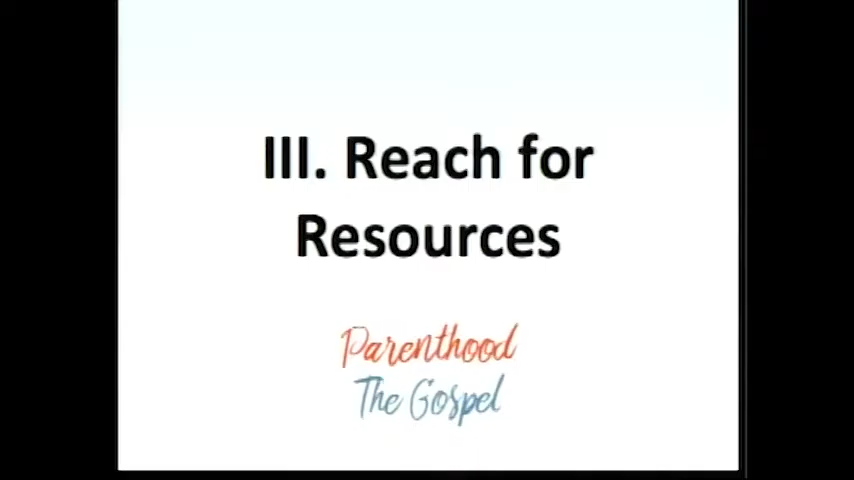 III. Reach for
Resources
Parenthood
The Gospel